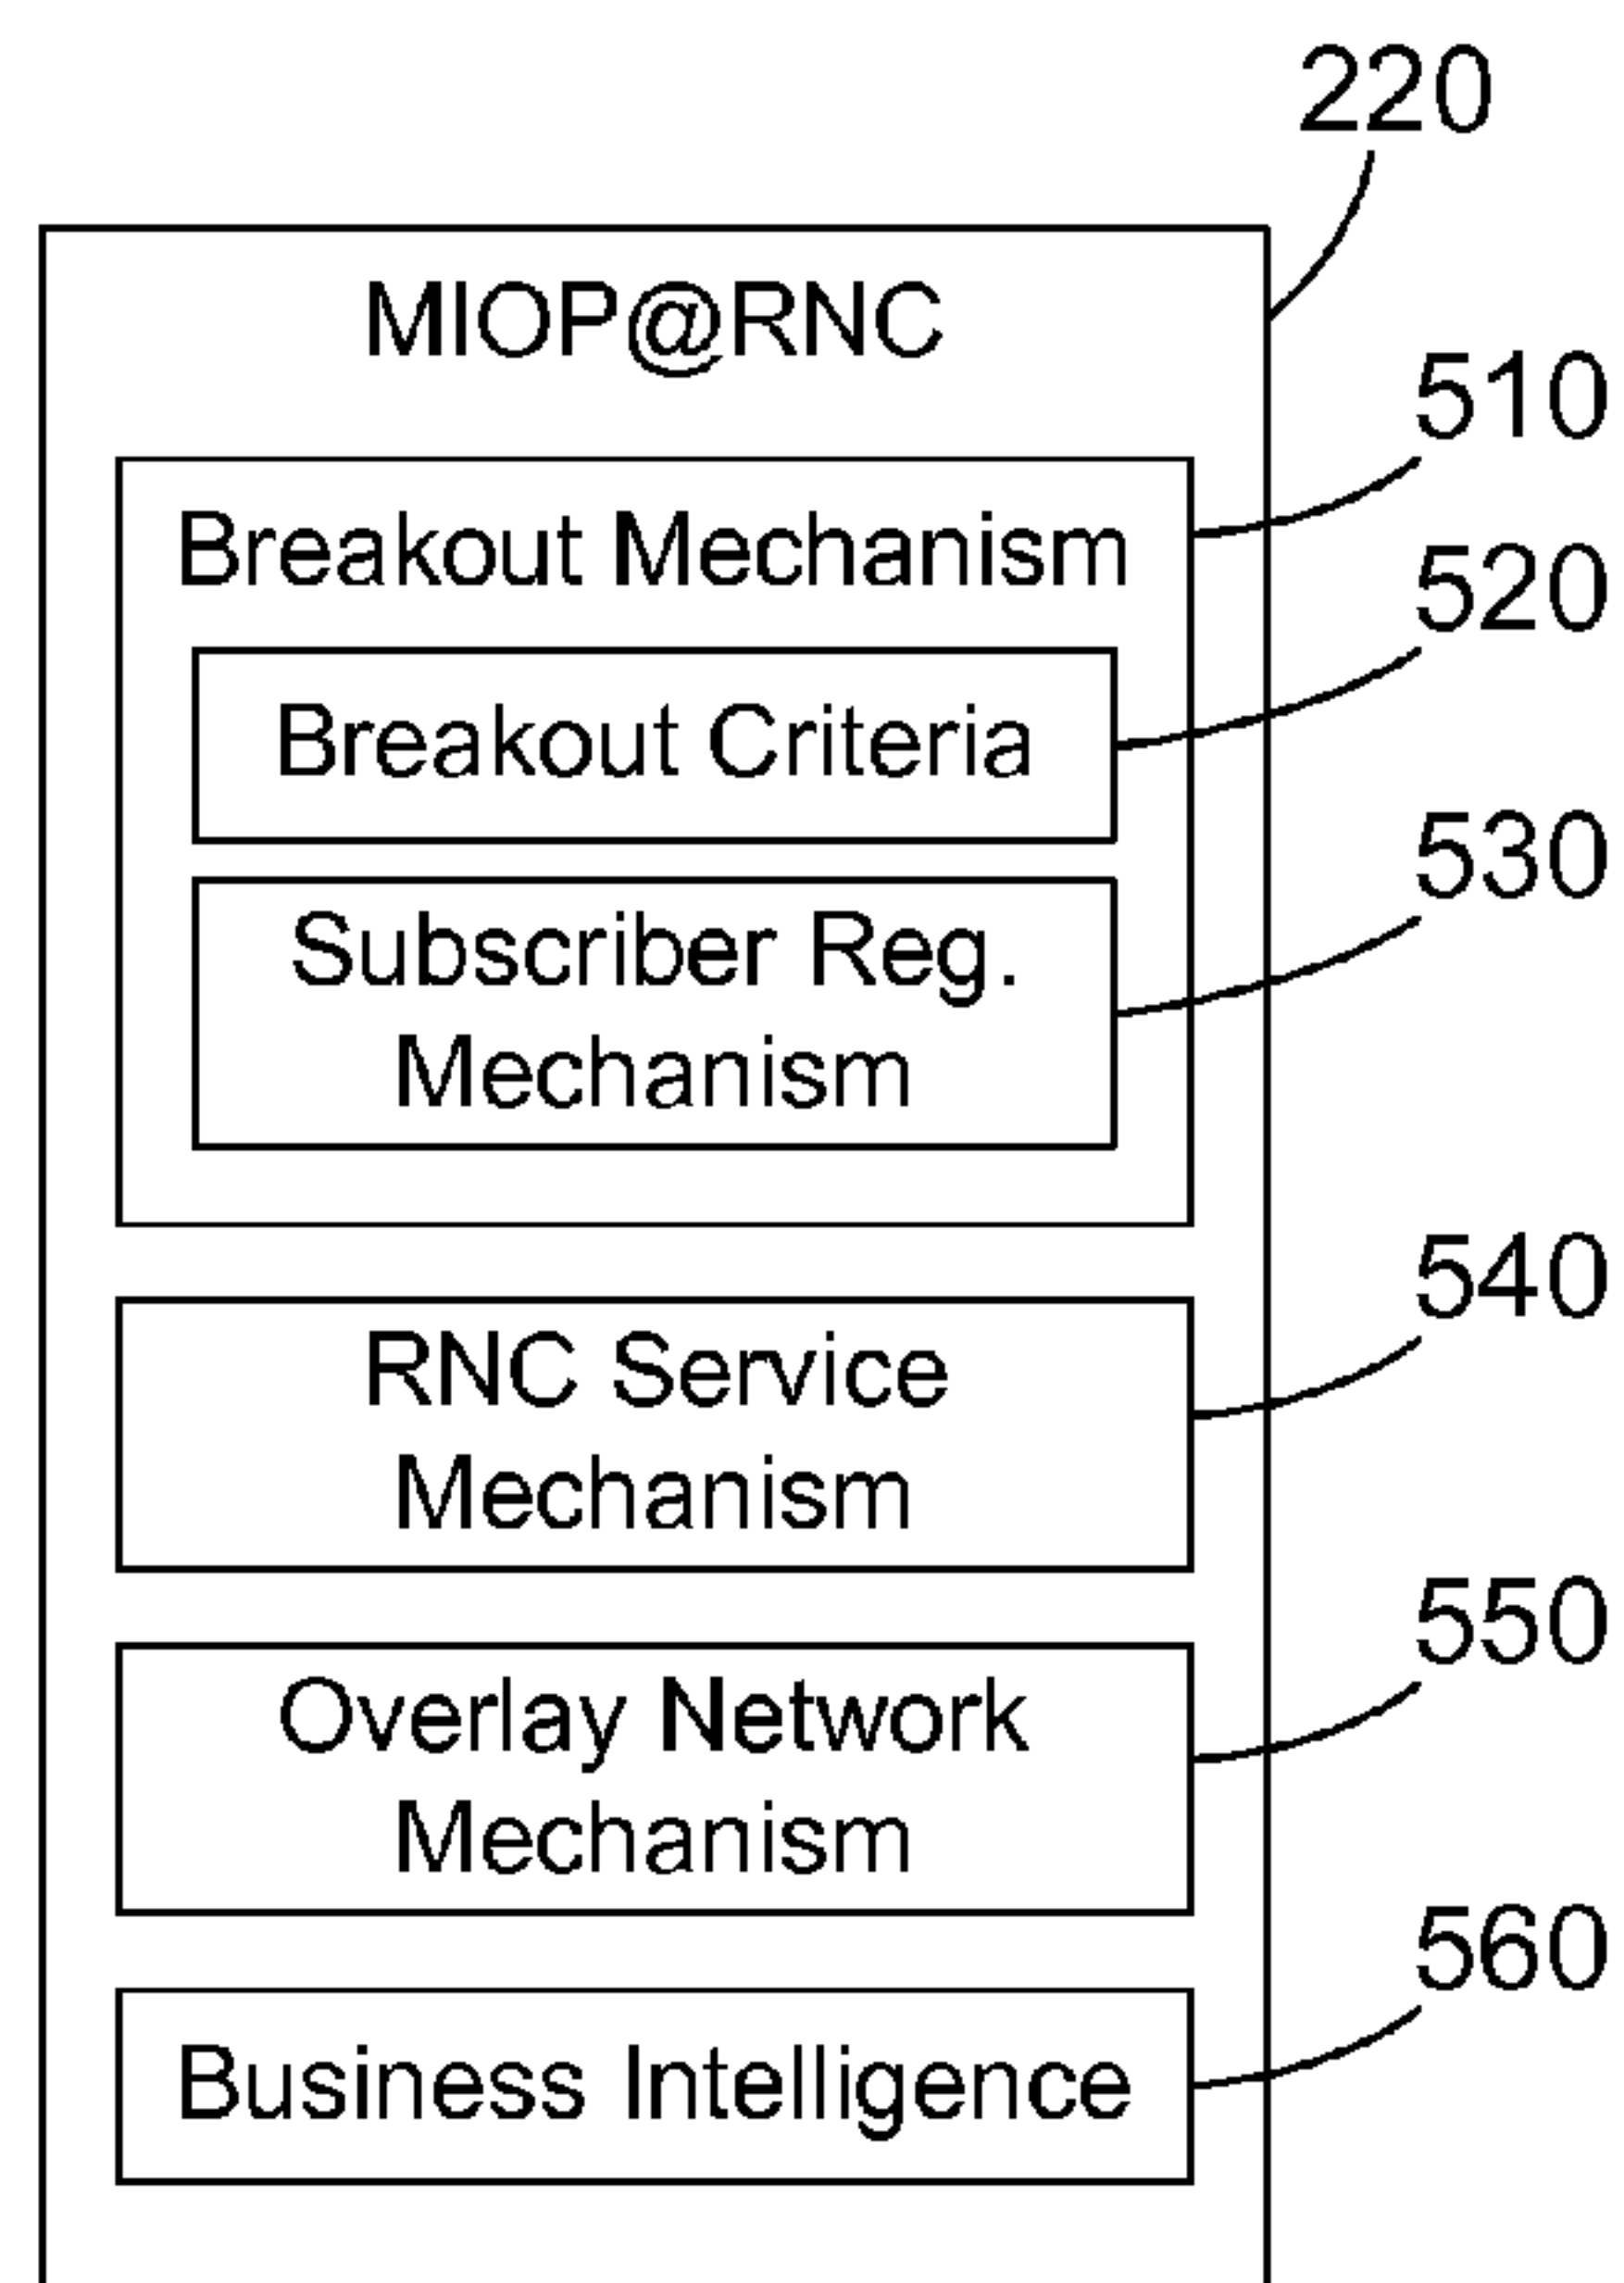 220
MIOP@RNC
510
Breakout Mechanism
520
Breakout Criteria
530
Subscriber Reg.
Mechanism
540
RNC Service
Mechanism
550
Overlay Network
Mechanism
560
Business Intelligence